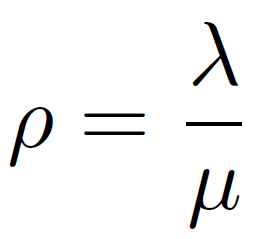 ρ = λ/μ